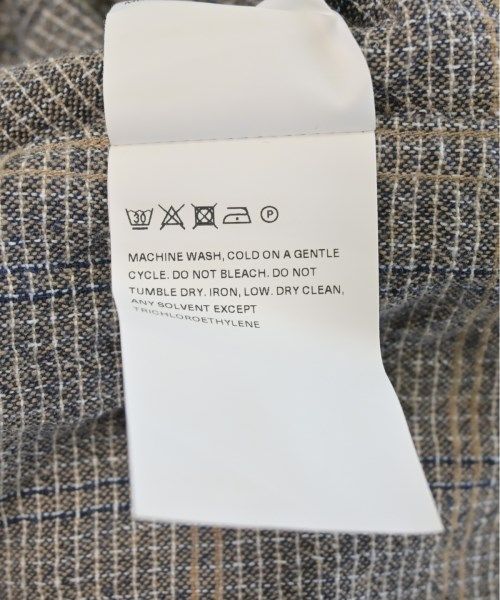 30 P
MACHINE WASH, COLD ON A GENTLE
CYCLE. DO NOT BLEACH. DO NOT
TUMBLE DRY. IRON, LOW. DRY CLEAN,
ANY SOLVENT EXCEPT
TRICHLOROETHYLENE